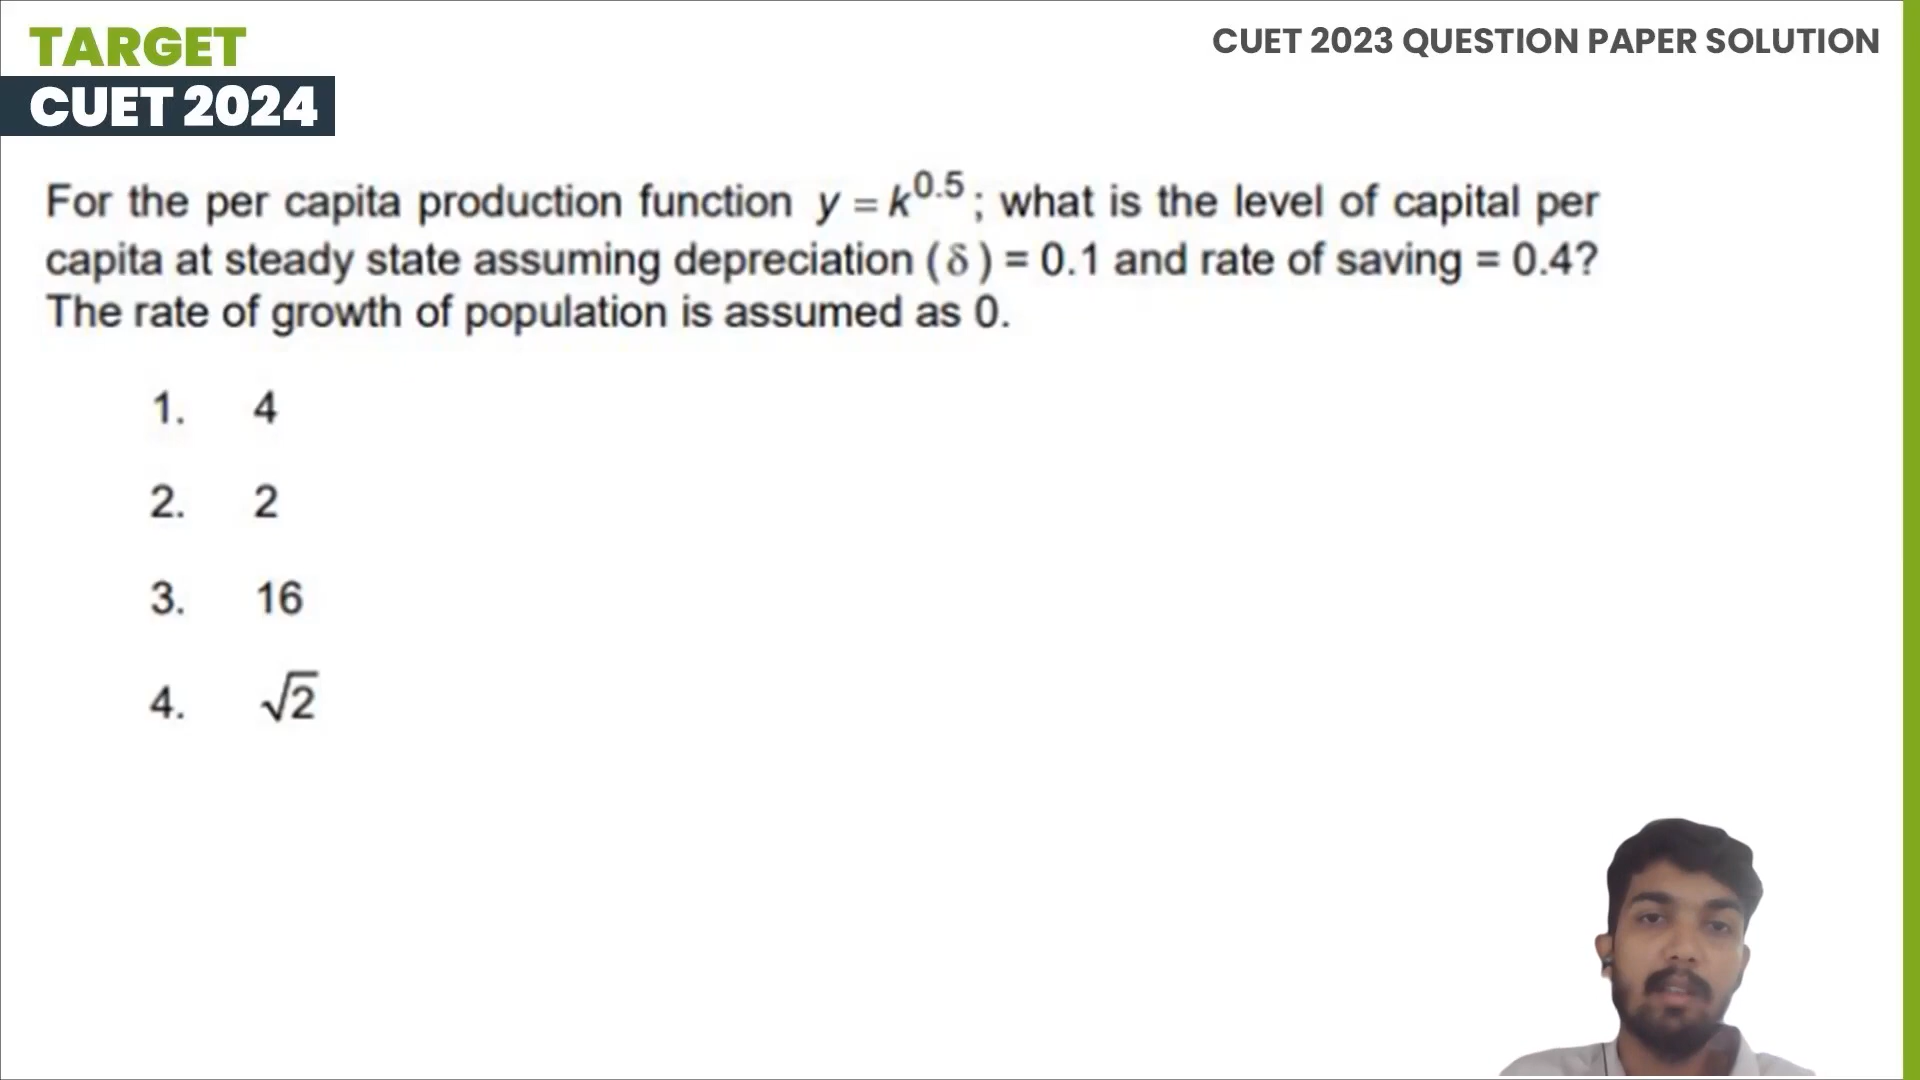 TARGET
CUET 2024
CUET 2023 QUESTION PAPER SOLUTION
For the per capita production function y = k^0.5 ; what is the level of capital per
capita at steady state assuming depreciation ( δ ) = 0.1 and rate of saving = 0.4?
The rate of growth of population is assumed as 0.
1. 4
2. 2
3. 16
4. √2